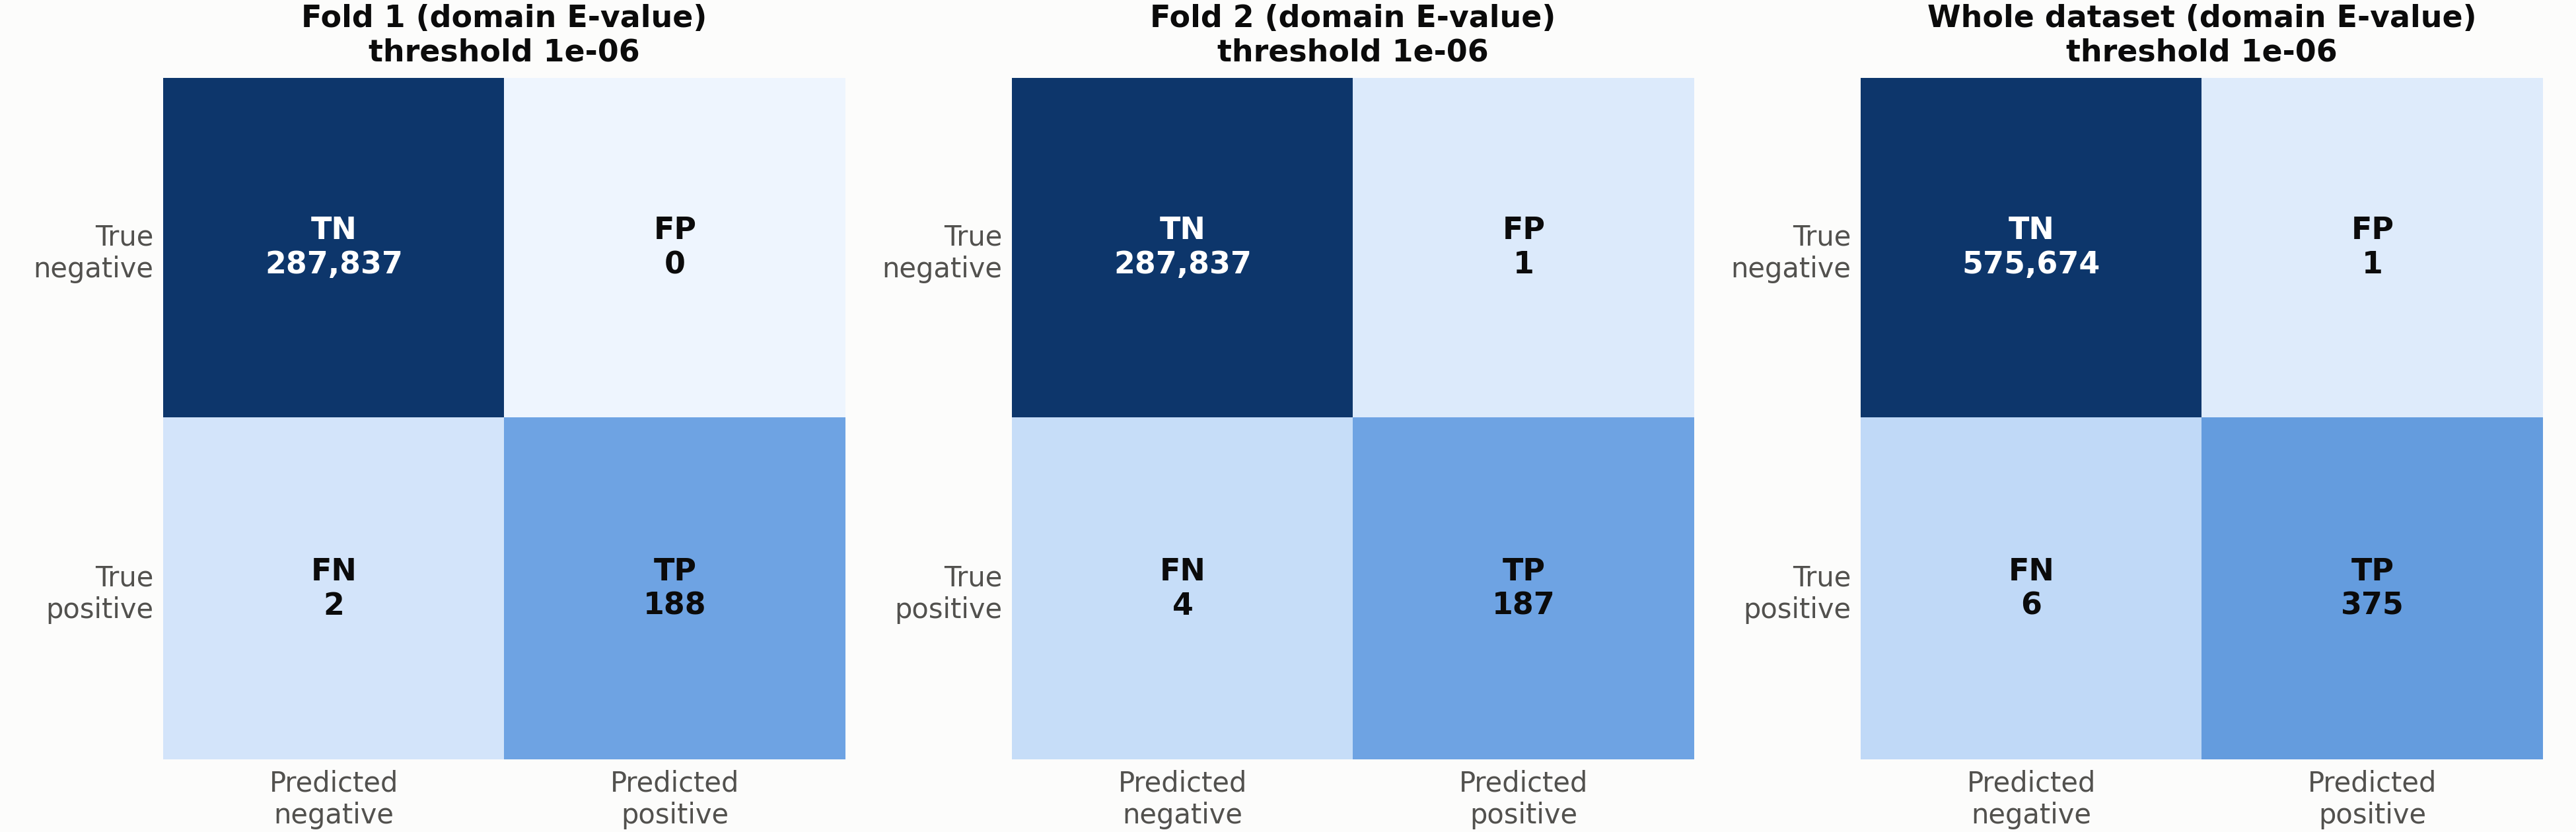 Fold 1 (domain E-value)
threshold 1e-06
True
negative
TN
287,837
FP
0
True
positive
FN
2
TP
188
Predicted
negative
Predicted
positive
Fold 2 (domain E-value)
threshold 1e-06
True
negative
TN
287,837
FP
1
True
positive
FN
4
TP
187
Predicted
negative
Predicted
positive
Whole dataset (domain E-value)
threshold 1e-06
True
negative
TN
575,674
FP
1
True
positive
FN
6
TP
375
Predicted
negative
Predicted
positive